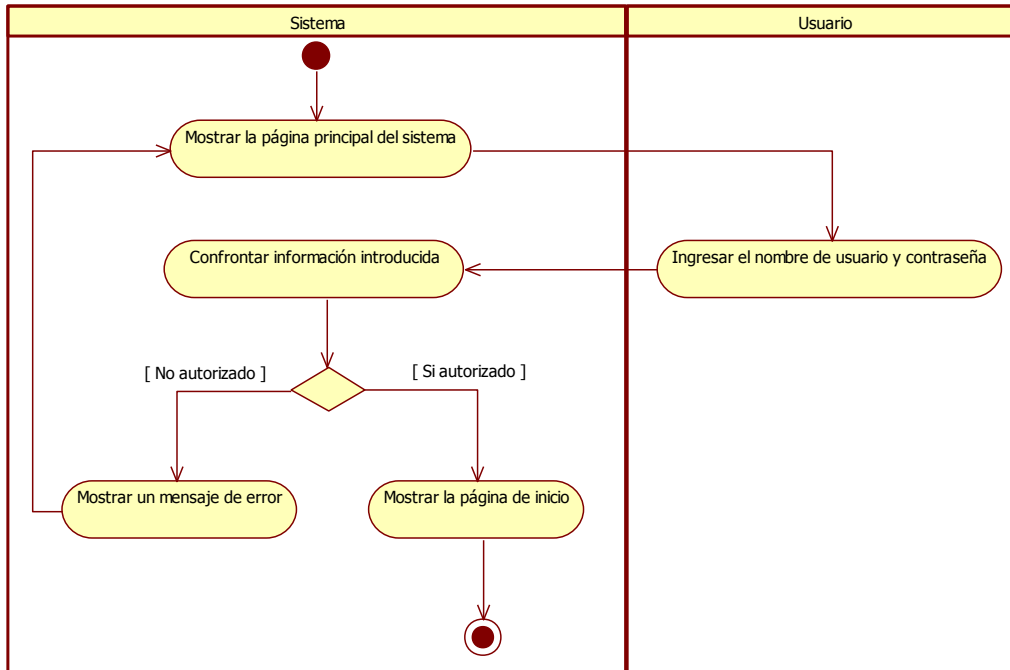 Sistema
Usuario
Mostrar la página principal del sistema
Confrontar información introducida
Ingresar el nombre de usuario y contraseña
[ No autorizado ]
[ Si autorizado ]
Mostrar un mensaje de error
Mostrar la página de inicio